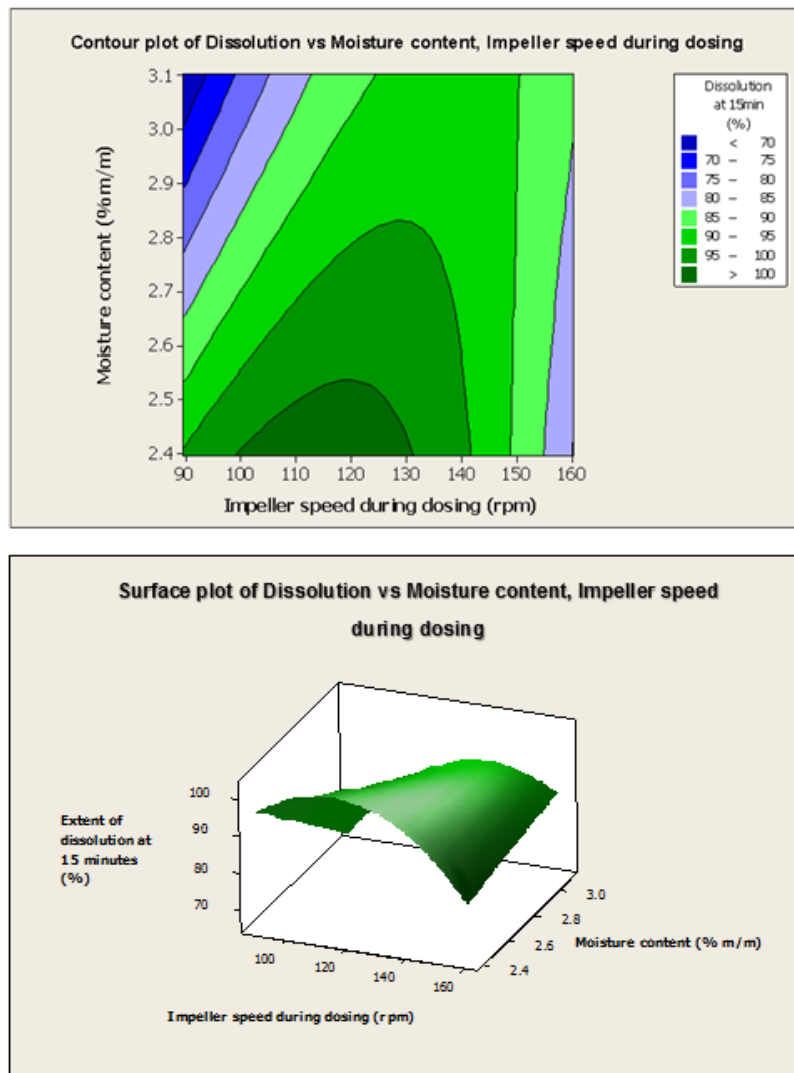 Contour plot of Dissolution vs Moisture content, Impeller speed during dosing
3.1
3.0
2.9
2.8
2.7
2.6
2.5
2.4
Moisture content (%m/m)
90 100 110 120 130 140 150 160
Impeller speed during dosing (rpm)
Dissolution
at 15min
(%)
< 70
70 – 75
75 – 80
80 – 85
85 – 90
90 – 95
95 – 100
> 100
Surface plot of Dissolution vs Moisture content, Impeller speed
during dosing
Extent of
dissolution at
15 minutes
(%)
100
90
80
70
100 120 140 160
Impeller speed during dosing (rpm)
3.0
2.8
2.6
2.4
Moisture content (% m/m)